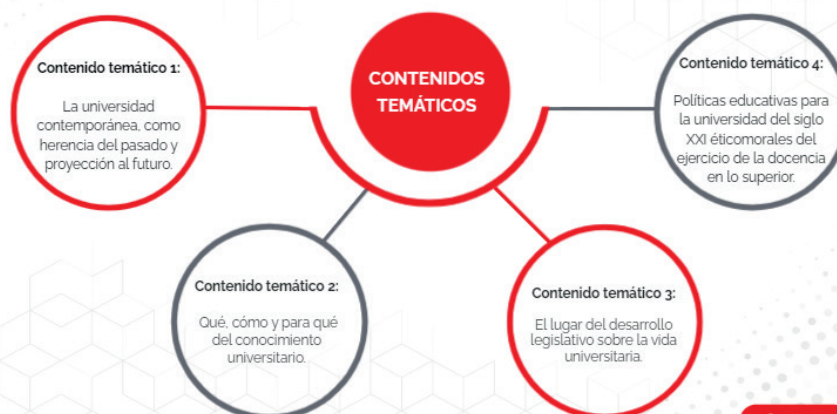 CONTENIDOS
TEMÁTICOS
Contenido temático 1:
La universidad
contemporánea, como
herencia del pasado y
proyección al futuro.
Contenido temático 2:
Qué, cómo y para qué
del conocimiento
universitario.
Contenido temático 3:
El lugar del desarrollo
legislativo sobre la vida
universitaria.
Contenido temático 4:
Políticas educativas para
la universidad del siglo
XXI éticomorales del
ejercicio de la docencia
en lo superior.